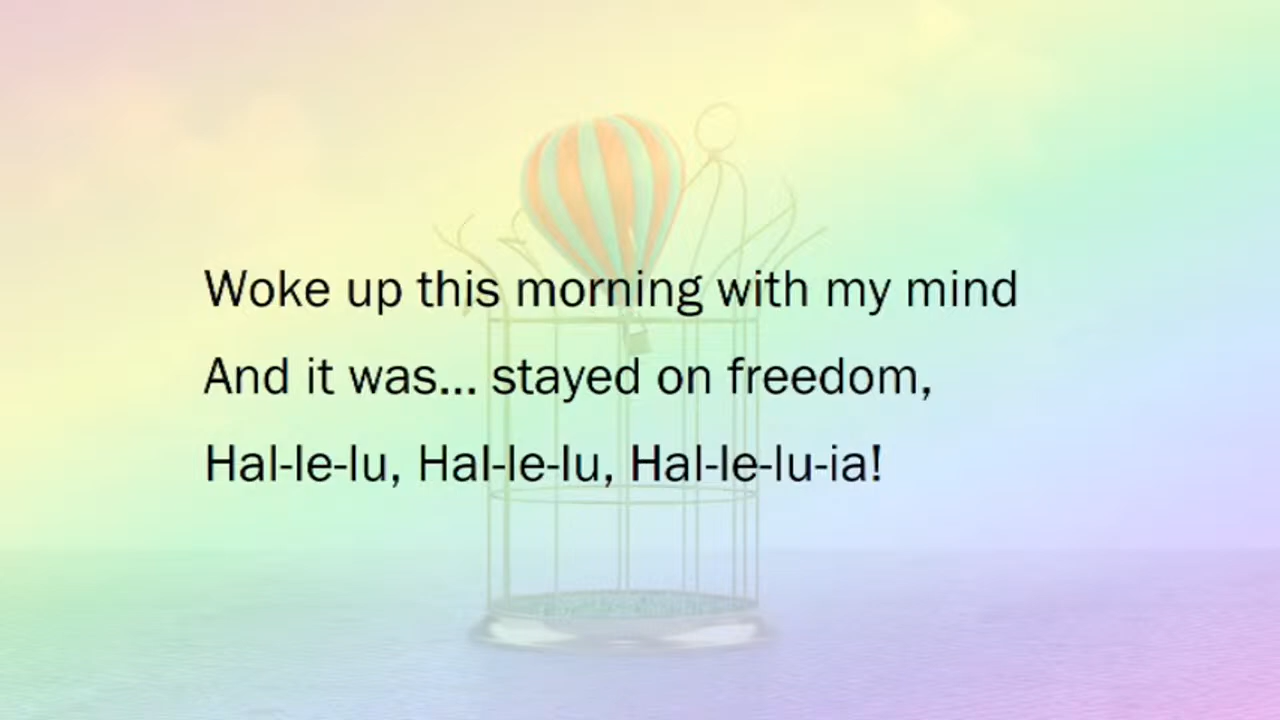 Woke up this morning with my mind
And it was... stayed on freedom,
Hal-le-lu, Hal-le-lu, Hal-le-lu-ia!